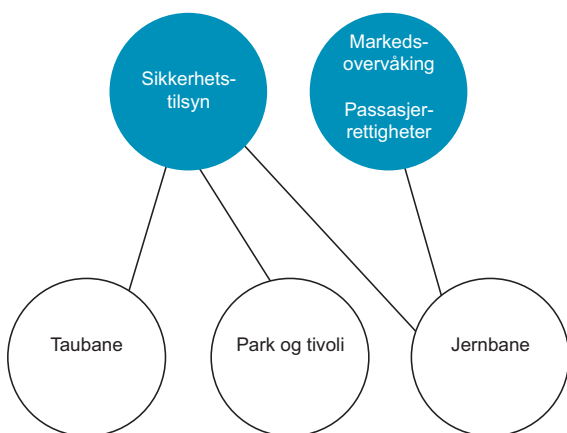 Sikkerhets-
tilsyn
Markeds-
overvåking
Passasjer-
rettigheter
Taubane
Park og tivoli
Jernbane